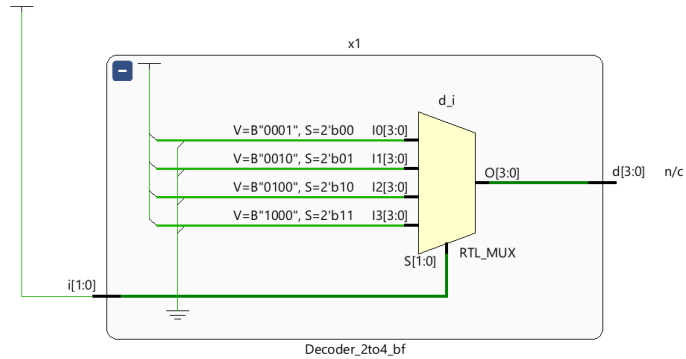 x1
d_i
V=B"0001", S=2'b00 I0[3:0]
V=B"0010", S=2'b01 I1[3:0]
V=B"0100", S=2'b10 I2[3:0]
V=B"1000", S=2'b11 I3[3:0]
O[3:0]
d[3:0] n/c
S[1:0]
RTL_MUX
i[1:0]
Decoder_2to4_bf